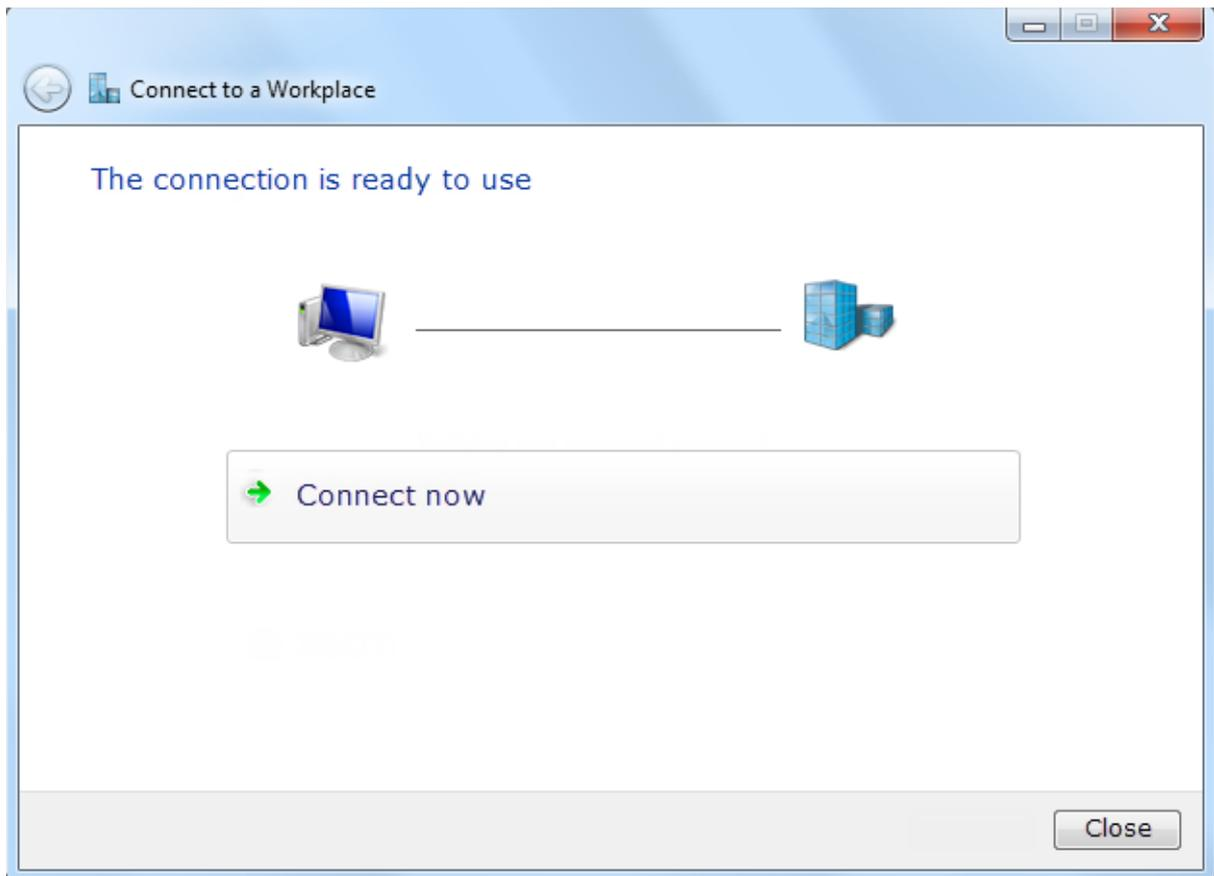 Connect to a Workplace
The connection is ready to use
Connect now
Close